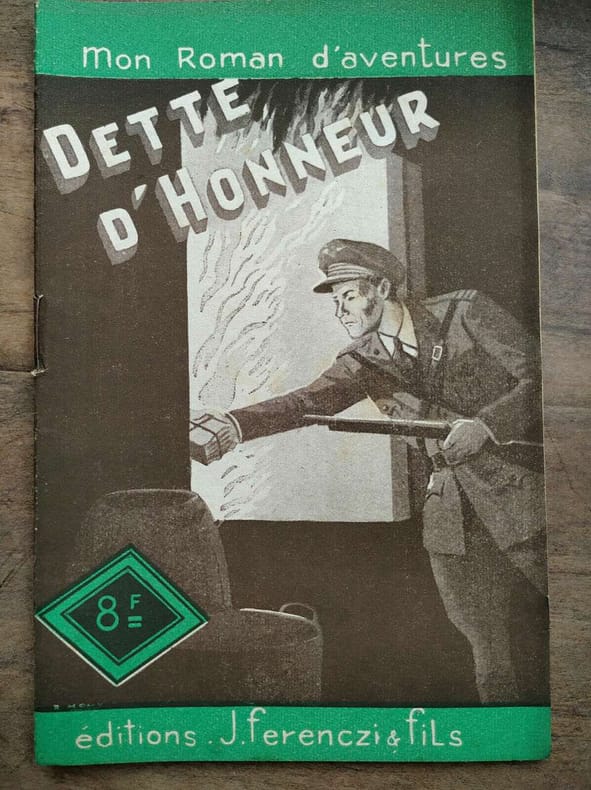 Mon Roman d'aventures
DETTE
D'HONNEUR
8F
éditions. J. ferenczi & fils